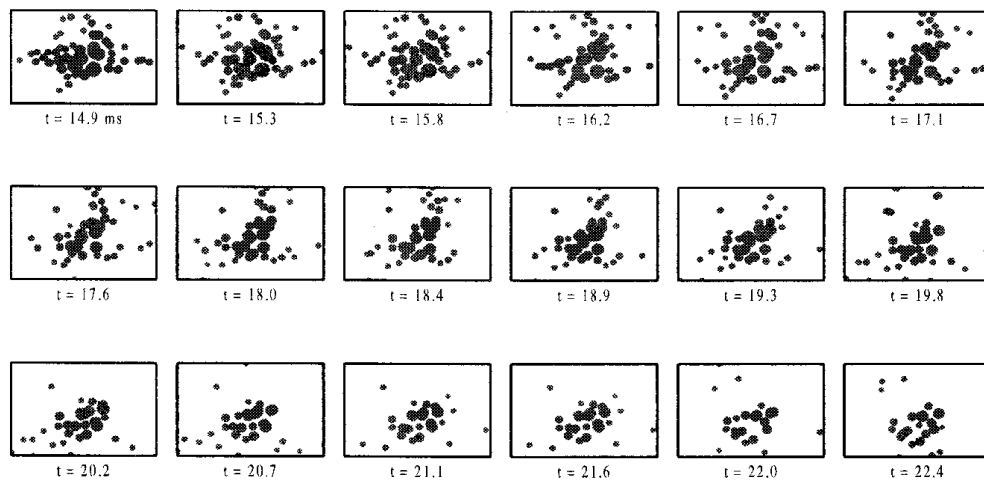 t = 14.9 ms t = 15.3 t = 15.8 t = 16.2 t = 16.7 t = 17.1
t = 17.6 t = 18.0 t = 18.4 t = 18.9 t = 19.3 t = 19.8
t = 20.2 t = 20.7 t = 21.1 t = 21.6 t = 22.0 t = 22.4